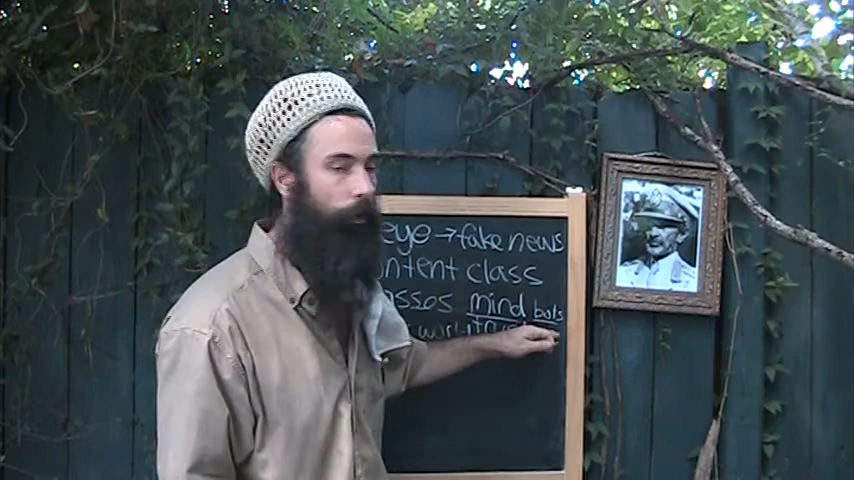 eye → fake news
ntent class
asses mind bots